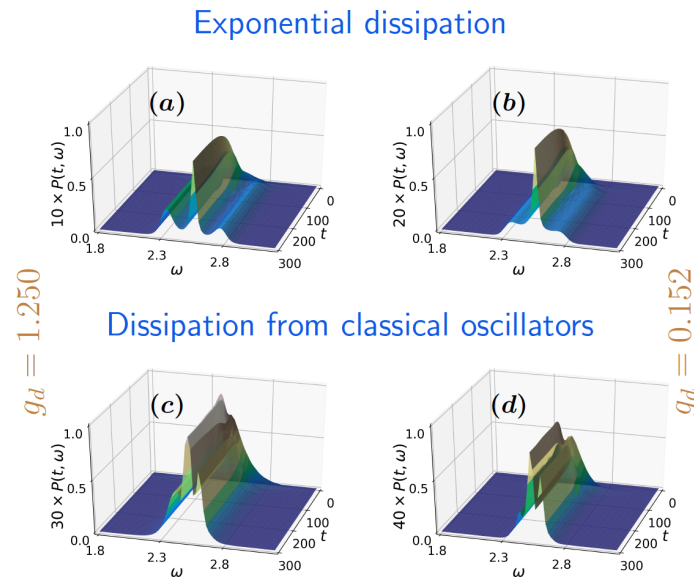 Exponential dissipation
(a)
(b)
10 × P(t, ω)
1.0
0.5
0.0
1.8
2.3
2.8
ω
0
100
200
300
t
20 × P(t, ω)
1.0
0.5
0.0
1.8
2.3
2.8
ω
0
100
200
300
t
g_d = 1.250
g_d = 0.152
Dissipation from classical oscillators
(c)
(d)
30 × P(t, ω)
1.0
0.5
0.0
1.8
2.3
2.8
ω
0
100
200
300
t
40 × P(t, ω)
1.0
0.5
0.0
1.8
2.3
2.8
ω
0
100
200
300
t